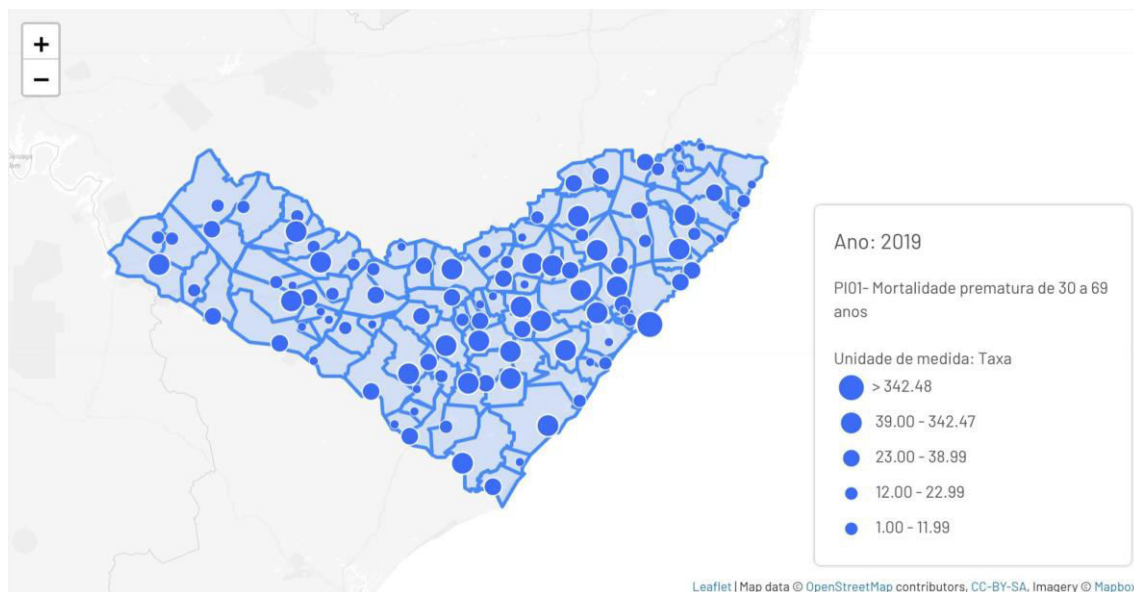 +
−
Ano: 2019
PI01- Mortalidade prematura de 30 a 69
anos
Unidade de medida: Taxa
> 342.48
39.00 - 342.47
23.00 - 38.99
12.00 - 22.99
1.00 - 11.99
Leaflet | Map data © OpenStreetMap contributors, CC-BY-SA, Imagery © Mapbox